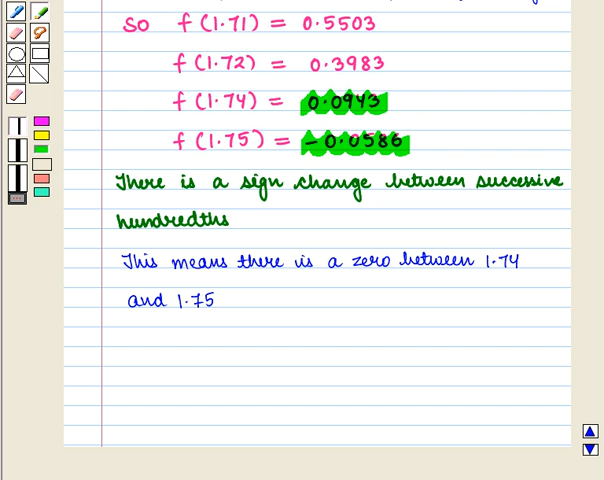 so f(1.71) = 0.5503
f(1.72) = 0.3983
f(1.74) = 0.0943
f(1.75) = -0.0586
There is a sign change between successive
hundredths
This means there is a zero between 1.74
and 1.75